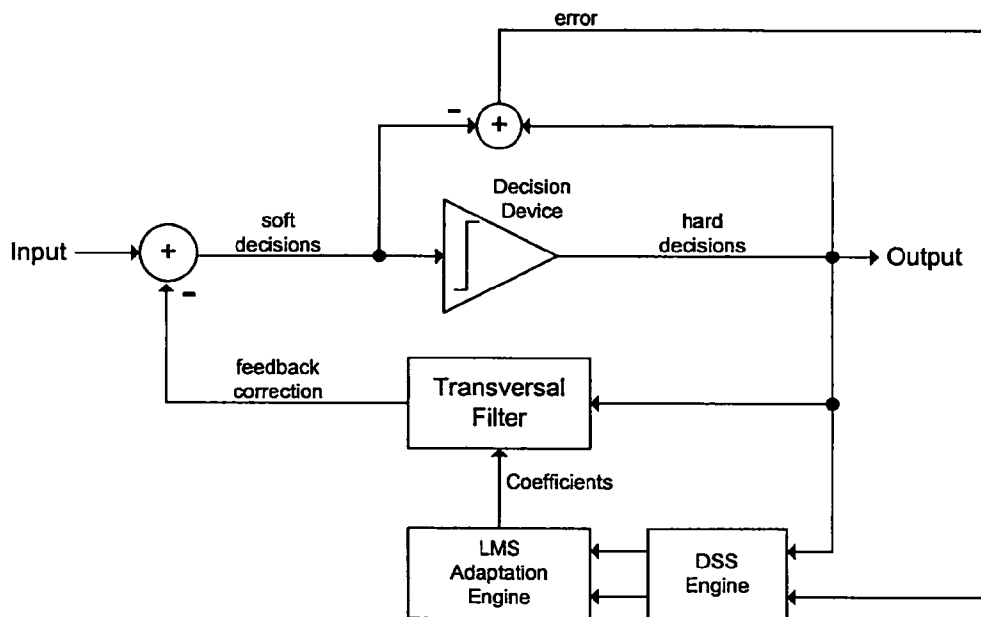 error
−
+
Decision
Device
Input
+
soft
decisions
hard
decisions
Output
−
feedback
correction
Transversal
Filter
Coefficients
LMS
Adaptation
Engine
DSS
Engine